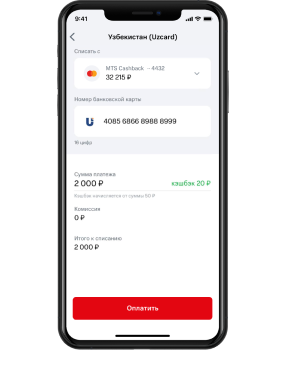 9:41
Узбекистан (Uzcard)
Списать с
MTS Cashback ··4432
32 215 ₽
Номер банковской карты
4085 6866 8988 8999
16 цифр
Сумма платежа
2 000 ₽
кэшбэк 20 ₽
Кэшбэк начисляется от суммы 50 ₽
Комиссия
0 ₽
Итого к списанию
2 000 ₽
Оплатить